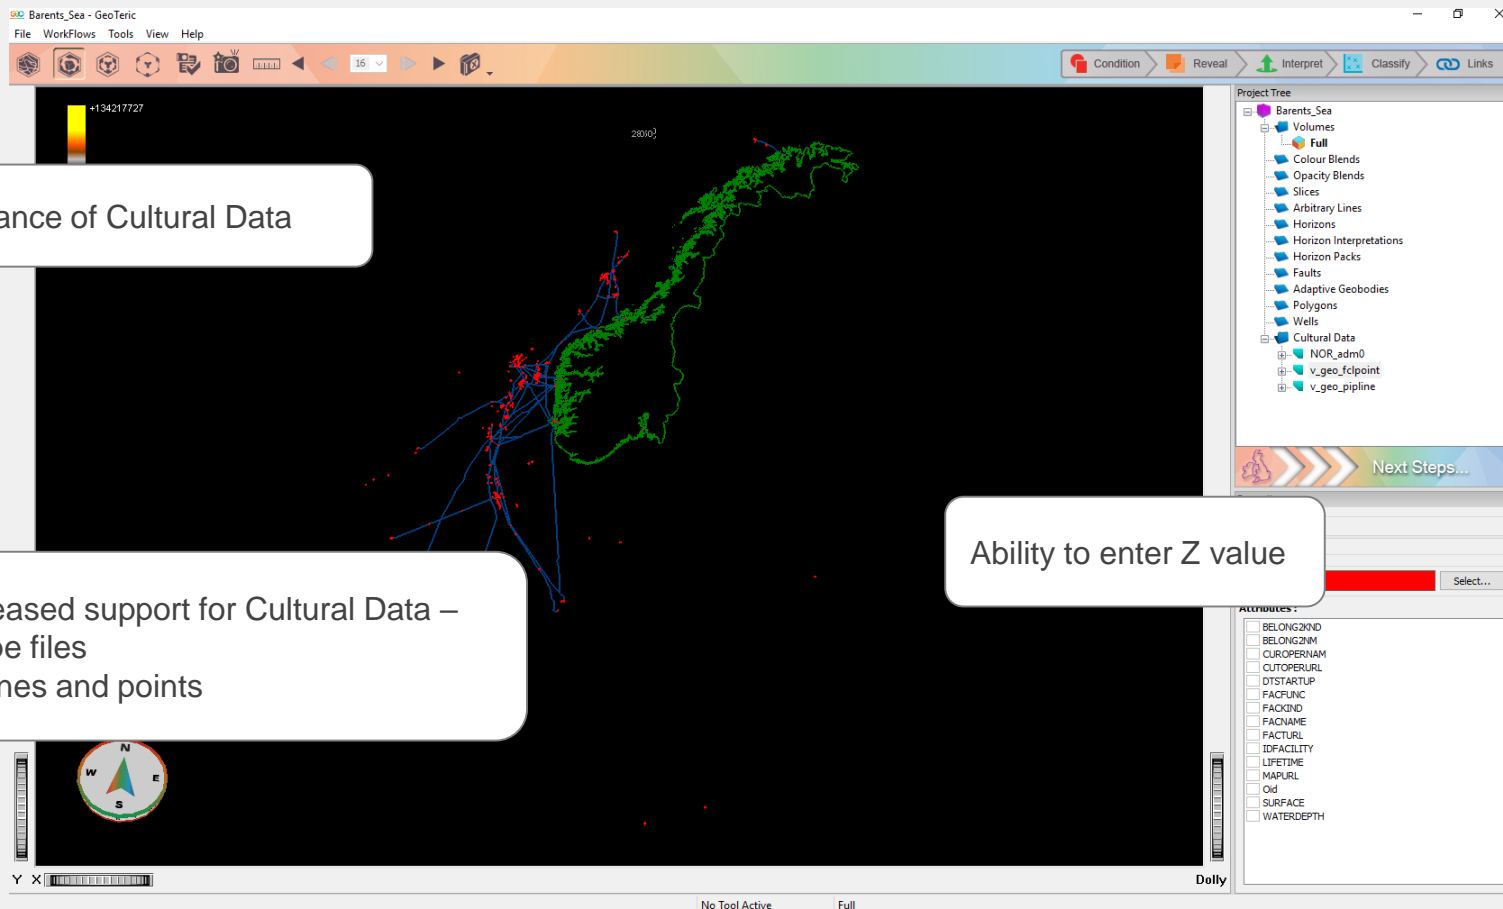 Barents_Sea - GeoTeric
File WorkFlows Tools View Help
16
Condition Reveal Interpret Classify Links
+134217727
Project Tree
Barents_Sea
Volumes
Full
Colour Blends
Opacity Blends
Slices
Arbitrary Lines
Horizons
Horizon Interpretations
Horizon Packs
Faults
Adaptive Geobodies
Polygons
Wells
Cultural Data
NOR_adm0
v_geo_fclpoint
v_geo_pipline
Next Steps...
of Cultural Data
support for Cultural Data –
files
and points
Ability to enter Z value
Select...
Attributes :
BELONG2KND
BELONG2NM
CUROPERNAM
CUTOPERURL
DTSTARTUP
FACFUNC
FACKIND
FACNAME
FACTURL
IDFACILITY
LIFETIME
MAPURL
Oid
SURFACE
WATERDEPTH
N
W E
S
Y X
Dolly
No Tool Active Full